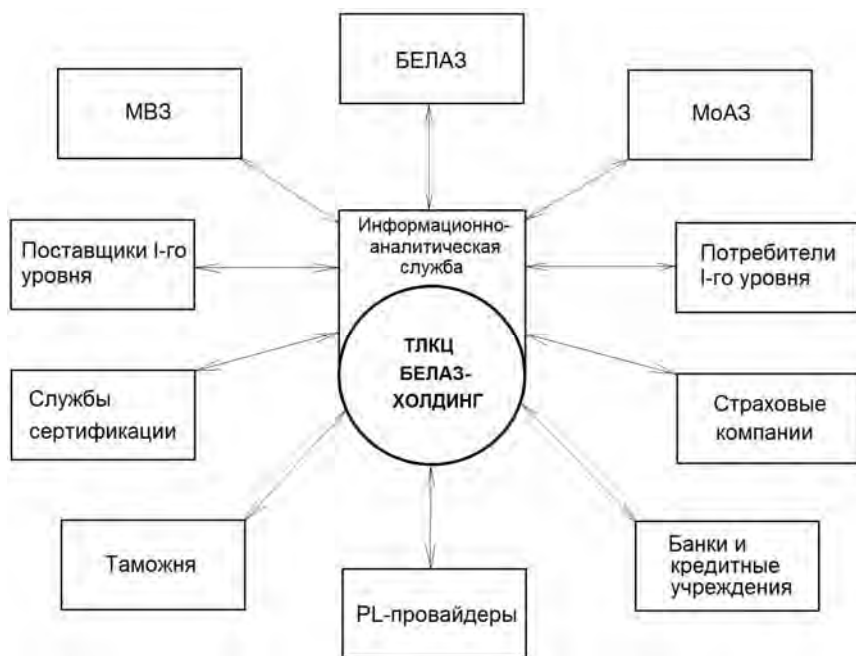 БЕЛАЗ
МВЗ
МоАЗ
Информационно-
аналитическая
служба
Поставщики I-го
уровня
Потребители
I-го уровня
ТЛКЦ
БЕЛАЗ-
ХОЛДИНГ
Службы
сертификации
Страховые
компании
Таможня
Банки и
кредитные
учреждения
PL-провайдеры